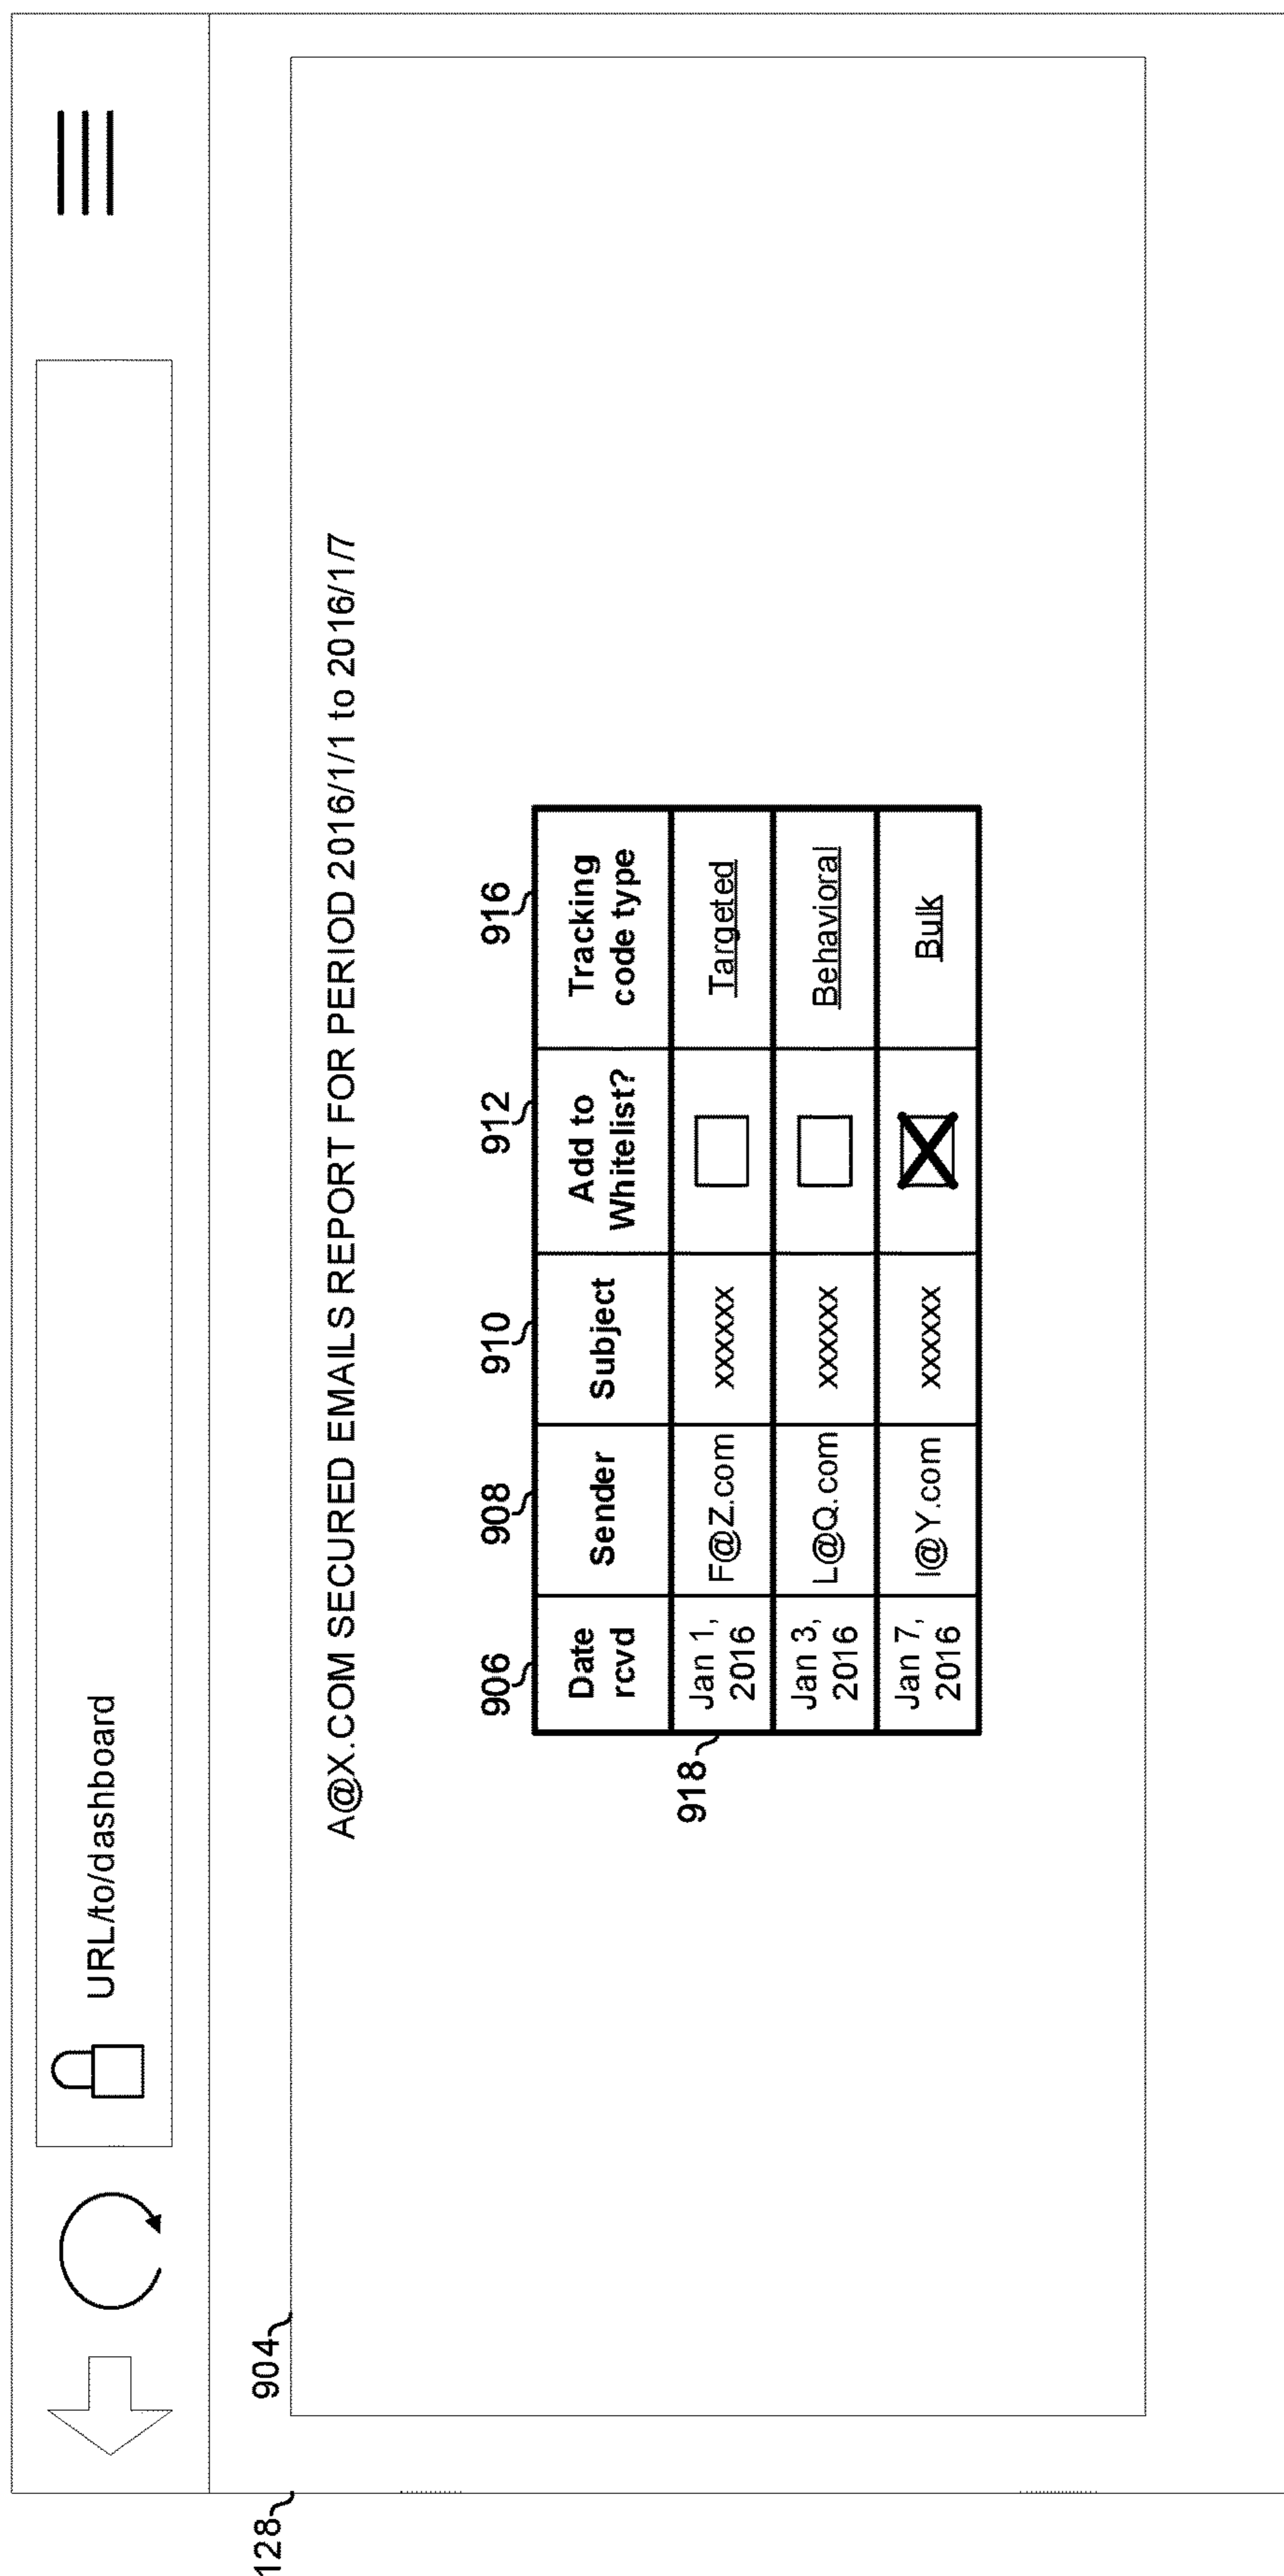 URL/to/dashboard
128
904
A@X.COM SECURED EMAILS REPORT FOR PERIOD 2016/1/1 to 2016/1/7
906 908 910 912 916
Date rcvd Sender Subject Add to Whitelist? Tracking code type
918
Jan 1, 2016 F@Z.com xxxxxx Targeted
Jan 3, 2016 L@Q.com xxxxxx Behavioral
Jan 7, 2016 I@Y.com xxxxxx Bulk